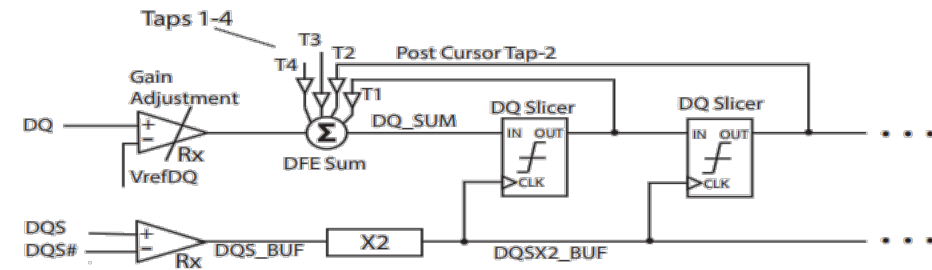 Taps 1-4
T3
T2
T4
Post Cursor Tap-2
T1
Gain
Adjustment
DQ Slicer
DQ Slicer
DQ
+
−
Rx
VrefDQ
Σ
DFE Sum
DQ_SUM
IN OUT
CLK
IN OUT
CLK
DQS
DQS#
+
−
Rx
DQS_BUF
X2
DQSX2_BUF